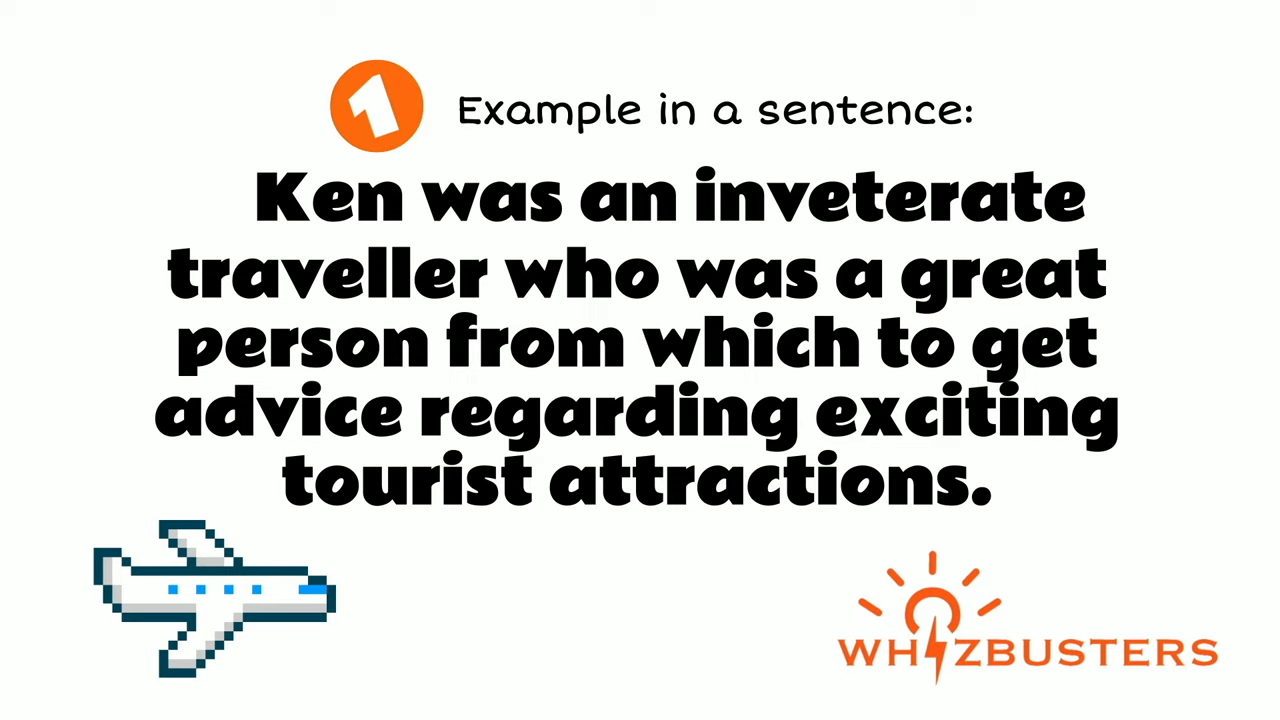 1 Example in a sentence:
Ken was an inveterate
traveller who was a great
person from which to get
advice regarding exciting
tourist attractions.
WHIZBUSTERS